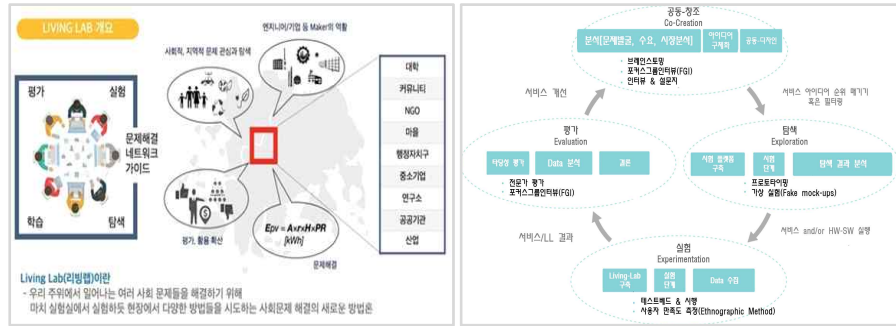 LIVING LAB 개요
엔지니어/기업 등 Maker의 역할
사회적, 지역적 문제 관심과 탐색
평가
실험
문제해결
네트워크
가이드
학습
탐색
평가, 활용 확산
Epv = A×r×H×PR
[kWh]
문제해결
대학
커뮤니티
NGO
마을
행정자치구
중소기업
연구소
공공기관
산업
Living Lab(리빙랩)이란
- 우리 주위에서 일어나는 여러 사회 문제들을 해결하기 위해
마치 실험실에서 실험하듯 현장에서 다양한 방법들을 시도하는 사회문제 해결의 새로운 방법론
공동-창조
Co-Creation
분석[문제발굴, 수요, 시장분석]
아이디어
구체화
공동-디자인
• 브레인스토밍
• 포커스그룹인터뷰(FGI)
• 인터뷰 & 설문지
서비스 개선
서비스 아이디어 순위 매기기
혹은 필터링
평가
Evaluation
타당성 평가
Data 분석
결론
• 전문가 평가
• 포커스그룹인터뷰(FGI)
탐색
Exploration
시험 플랫폼
구축
시험
단계
탐색 결과 분석
• 프로토타이핑
• 가상 실험(Fake mock-ups)
서비스/LL 결과
서비스 and/or HW-SW 실행
실험
Experimentation
Living-Lab
구축
실험
단계
Data 수집
• 테스트베드 & 시행
• 사용자 만족도 측정(Ethnographic Method)